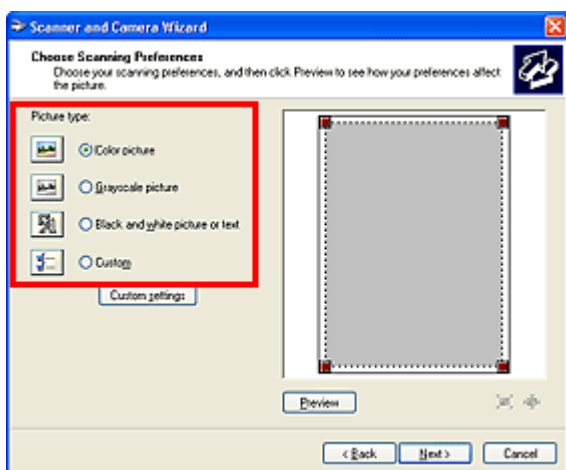 Scanner and Camera Wizard
Choose Scanning Preferences
Choose your scanning preferences, and then click Preview to see how your preferences affect
the picture.
Picture type:
Color picture
Grayscale picture
Black and white picture or text
Custom
Custom settings
Preview
< Back
Next >
Cancel